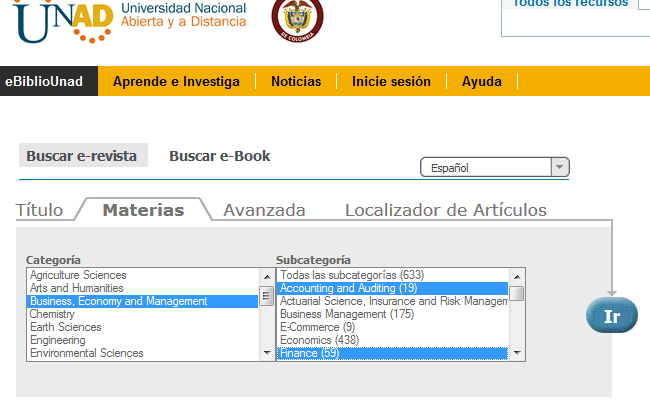 Todos los recursos
UNAD
Universidad Nacional
Abierta y a Distancia
DE COLOMBIA
eBiblioUnad
Aprende e Investiga
Noticias
Inicie sesión
Ayuda
Buscar e-revista
Buscar e-Book
Español
Título
Materias
Avanzada
Localizador de Artículos
Categoría
Agriculture Sciences
Arts and Humanities
Business, Economy and Management
Chemistry
Earth Sciences
Engineering
Environmental Sciences
Subcategoría
Todas las subcategorías (633)
Accounting and Auditing (19)
Actuarial Science, Insurance and Risk Managem
Business Management (175)
E-Commerce (9)
Economics (438)
Finance (59)
Ir